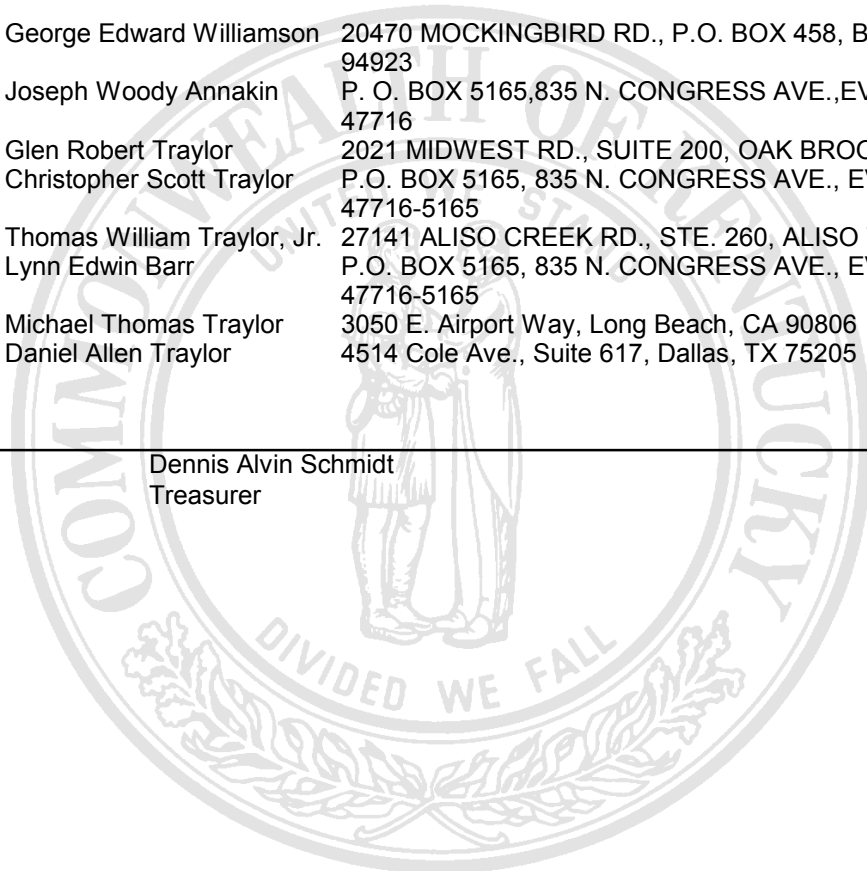 George Edward Williamson 20470 MOCKINGBIRD RD., P.O. BOX 458, B
94923
Joseph Woody Annakin P. O. BOX 5165,835 N. CONGRESS AVE.,EV
47716
Glen Robert Traylor 2021 MIDWEST RD., SUITE 200, OAK BROO
Christopher Scott Traylor P.O. BOX 5165, 835 N. CONGRESS AVE., EV
47716-5165
Thomas William Traylor, Jr. 27141 ALISO CREEK RD., STE. 260, ALISO
Lynn Edwin Barr P.O. BOX 5165, 835 N. CONGRESS AVE., EV
47716-5165
Michael Thomas Traylor 3050 E. Airport Way, Long Beach, CA 90806
Daniel Allen Traylor 4514 Cole Ave., Suite 617, Dallas, TX 75205
Dennis Alvin Schmidt
Treasurer
COMMONWEALTH OF KENTUCKY
UNITED WE STAND
DIVIDED WE FALL